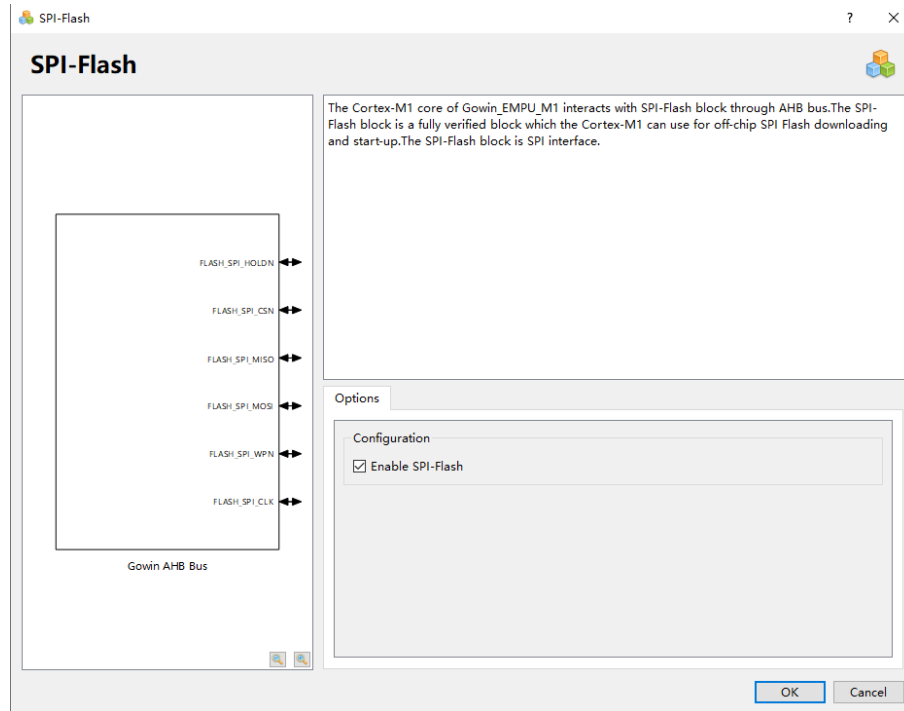 SPI-Flash
?
SPI-Flash
The Cortex-M1 core of Gowin_EMPU_M1 interacts with SPI-Flash block through AHB bus.The SPI-
Flash block is a fully verified block which the Cortex-M1 can use for off-chip SPI Flash downloading
and start-up.The SPI-Flash block is SPI interface.
FLASH_SPI_HOLDN
FLASH_SPI_CSN
FLASH_SPI_MISO
FLASH_SPI_MOSI
FLASH_SPI_WPN
FLASH_SPI_CLK
Gowin AHB Bus
Options
Configuration
Enable SPI-Flash
OK
Cancel